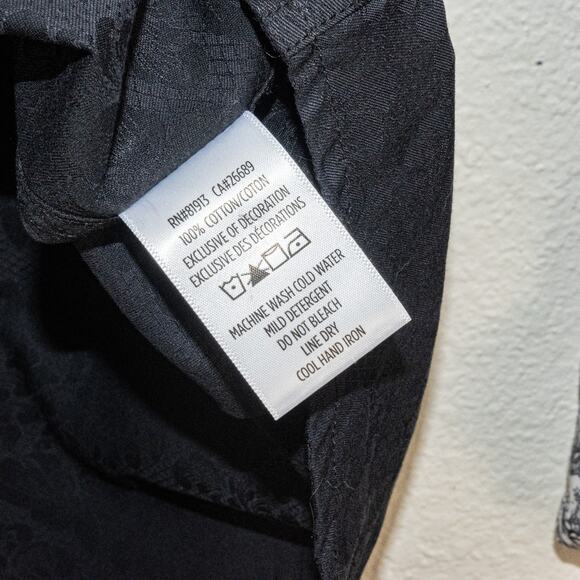 RN#81913 CA#26689
100% COTTON/COTON
EXCLUSIVE OF DECORATION
EXCLUSIVE DES DÉCORATIONS
MACHINE WASH COLD WATER
MILD DETERGENT
DO NOT BLEACH
LINE DRY
COOL HAND IRON